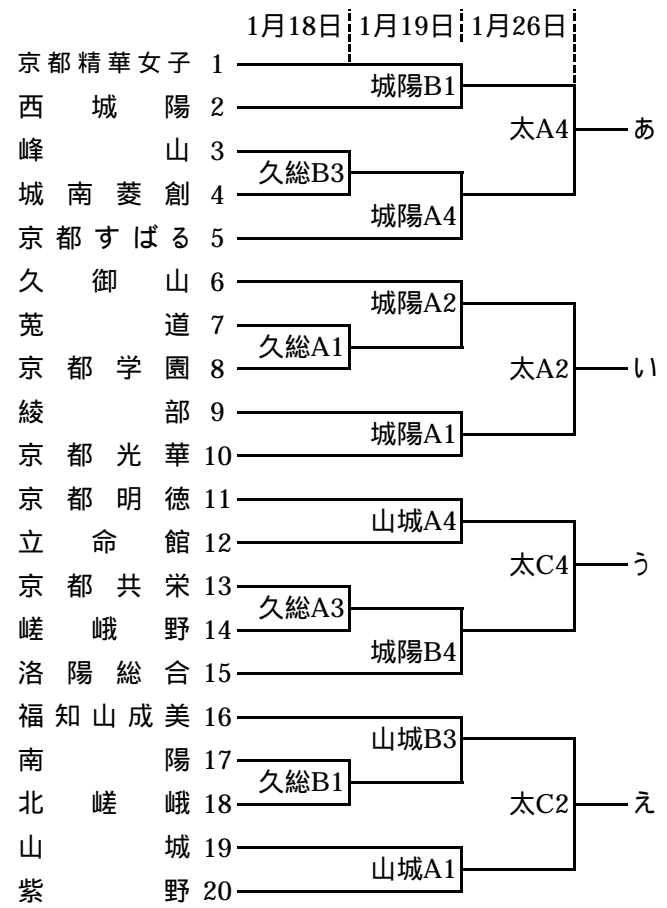 1月18日 1月19日 1月26日
京都精華女子 1
城陽B1
西城陽 2
太A4 あ
峰山 3
久総B3
城南菱創 4
城陽A4
京都すばる 5
久御山 6
城陽A2
莵道 7
久総A1
京都学園 8
太A2 い
綾部 9
城陽A1
京都光華 10
京都明徳 11
山城A4
立命館 12
太C4 う
京都共栄 13
久総A3
嵯峨野 14
城陽B4
洛陽総合 15
福知山成美 16
山城B3
南陽 17
久総B1
北嵯峨 18
太C2 え
山城 19
山城A1
紫野 20